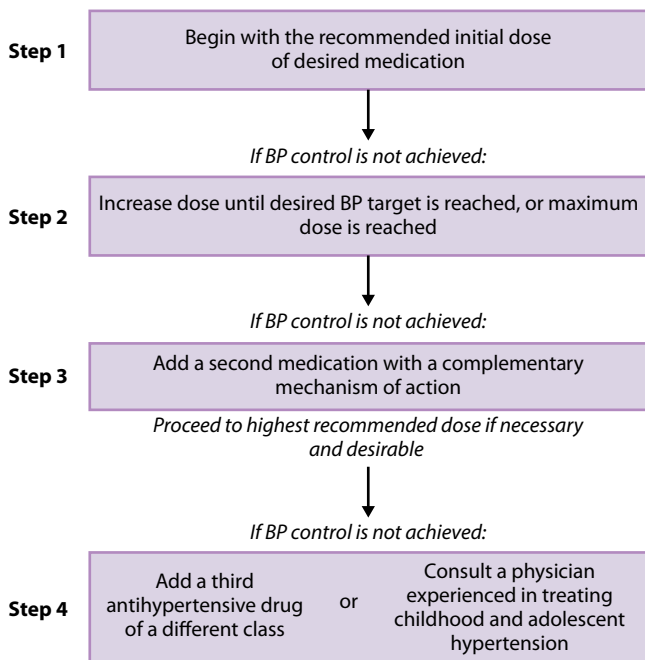 Step 1
Begin with the recommended initial dose
of desired medication
If BP control is not achieved:
Step 2
Increase dose until desired BP target is reached, or maximum
dose is reached
If BP control is not achieved:
Step 3
Add a second medication with a complementary
mechanism of action
Proceed to highest recommended dose if necessary
and desirable
If BP control is not achieved:
Step 4
Add a third
antihypertensive drug
of a different class
or
Consult a physician
experienced in treating
childhood and adolescent
hypertension